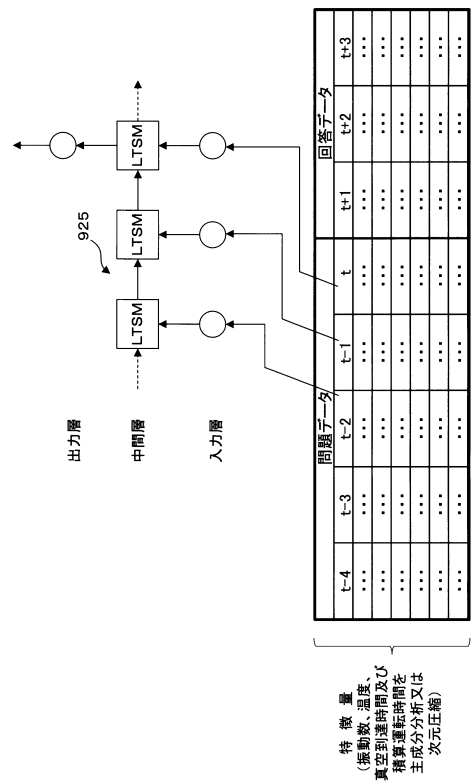 925
出力層
中間層
LTSM LTSM LTSM
入力層
問題データ 回答データ
t-4 t-3 t-2 t-1 t t+1 t+2 t+3
… … … … … … … …
… … … … … … … …
… … … … … … … …
… … … … … … … …
… … … … … … … …
… … … … … … … …
特 徴 量
(振動数、温度、
真空到達時間及び
積算運転時間を
主成分分析又は
次元圧縮)